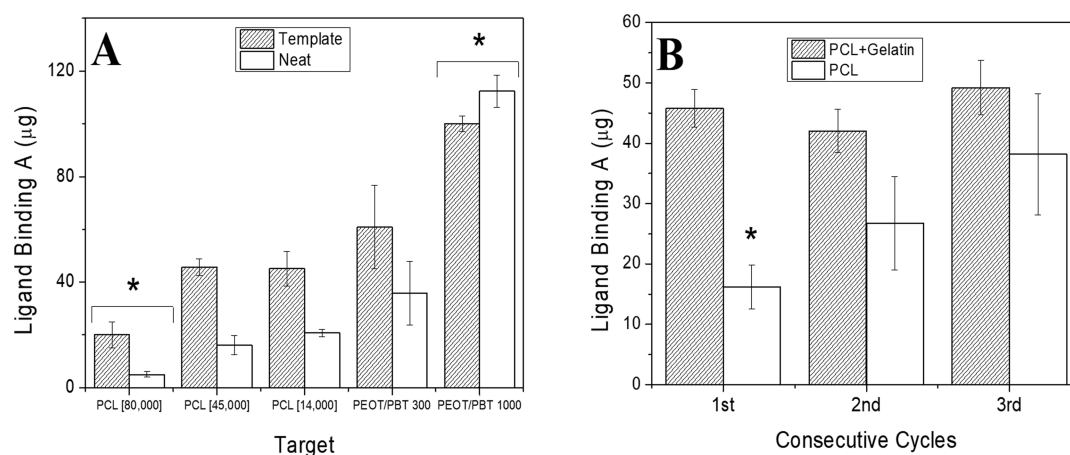 A
Template
Neat
*
*
120
80
40
0
Ligand Binding A (μg)
PCL [80,000] PCL [45,000] PCL [14,000] PEOT/PBT 300 PEOT/PBT 1000
Target
B
PCL+Gelatin
PCL
*
60
50
40
30
20
10
0
Ligand Binding A (μg)
1st 2nd 3rd
Consecutive Cycles